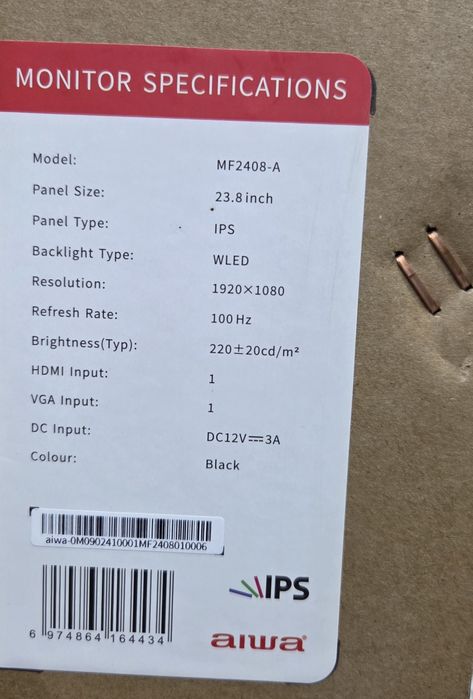 MONITOR SPECIFICATIONS
Model: MF2408-A
Panel Size: 23.8 inch
Panel Type: IPS
Backlight Type: WLED
Resolution: 1920×1080
Refresh Rate: 100 Hz
Brightness(Typ): 220±20cd/m²
HDMI Input: 1
VGA Input: 1
DC Input: DC12V⎓3A
Colour: Black
aiwa-0M0902410001MF2408010006
IPS
6 974864 164434
aiwa